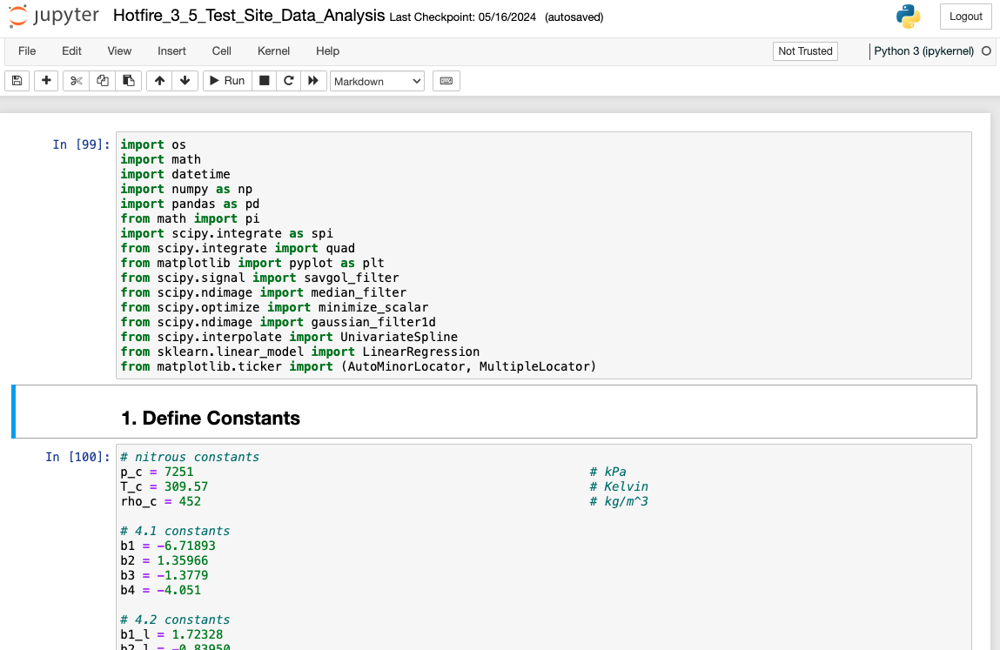 jupyter Hotfire_3_5_Test_Site_Data_Analysis Last Checkpoint: 05/16/2024 (autosaved) Logout
File Edit View Insert Cell Kernel Help Not Trusted Python 3 (ipykernel)
Run Markdown
In [99]: import os
import math
import datetime
import numpy as np
import pandas as pd
from math import pi
import scipy.integrate as spi
from scipy.integrate import quad
from matplotlib import pyplot as plt
from scipy.signal import savgol_filter
from scipy.ndimage import median_filter
from scipy.optimize import minimize_scalar
from scipy.ndimage import gaussian_filter1d
from scipy.interpolate import UnivariateSpline
from sklearn.linear_model import LinearRegression
from matplotlib.ticker import (AutoMinorLocator, MultipleLocator)
1. Define Constants
In [100]: # nitrous constants
p_c = 7251 # kPa
T_c = 309.57 # Kelvin
rho_c = 452 # kg/m^3
# 4.1 constants
b1 = -6.71893
b2 = 1.35966
b3 = -1.3779
b4 = -4.051
# 4.2 constants
b1_l = 1.72328
b2_l = -0.83950